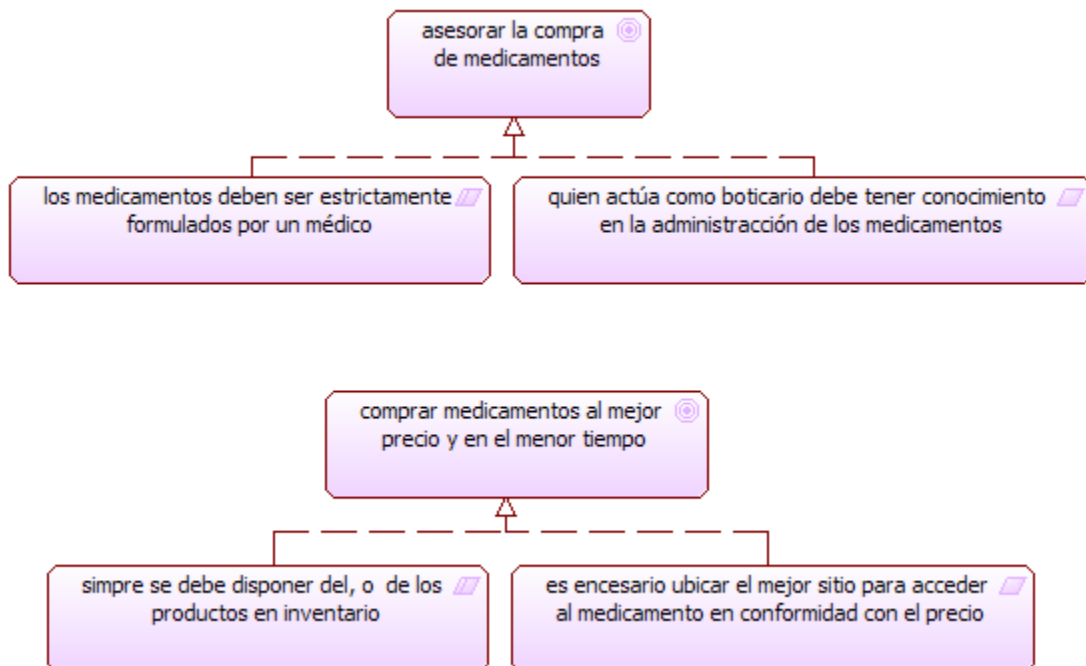 asesorar la compra
de medicamentos
los medicamentos deben ser estrictamente
formulados por un médico
quien actúa como boticario debe tener conocimiento
en la administracción de los medicamentos
comprar medicamentos al mejor
precio y en el menor tiempo
simpre se debe disponer del, o  de los
productos en inventario
es encesario ubicar el mejor sitio para acceder
al medicamento en conformidad con el precio